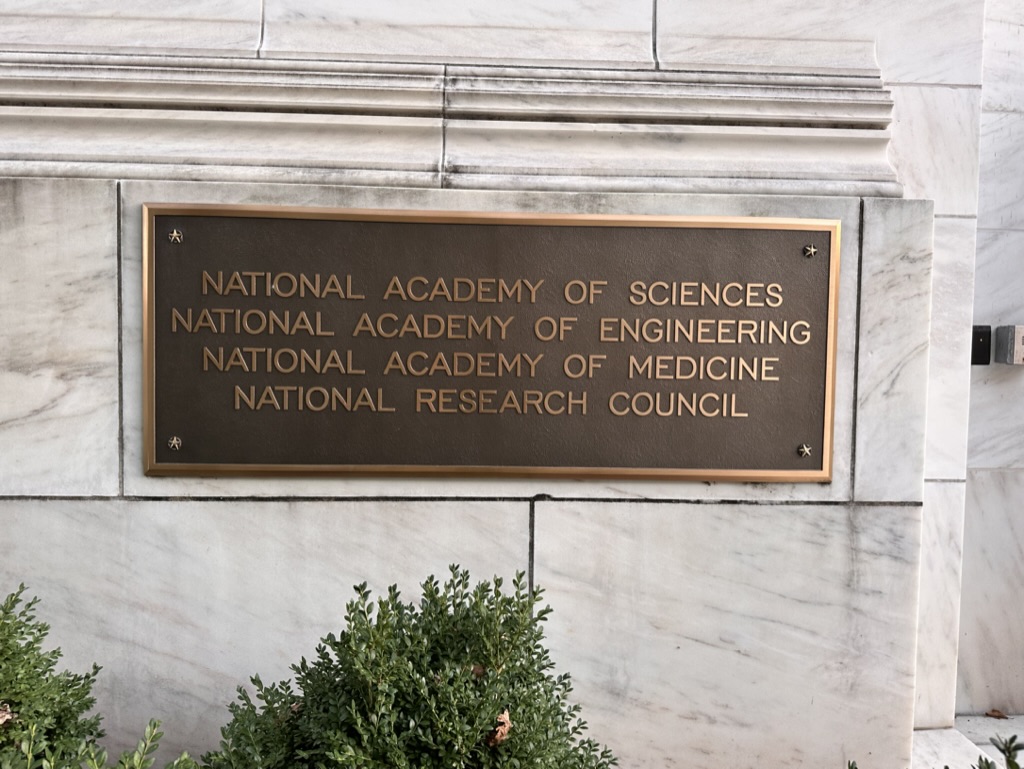 NATIONAL ACADEMY OF SCIENCES
NATIONAL ACADEMY OF ENGINEERING
NATIONAL ACADEMY OF MEDICINE
NATIONAL RESEARCH COUNCIL